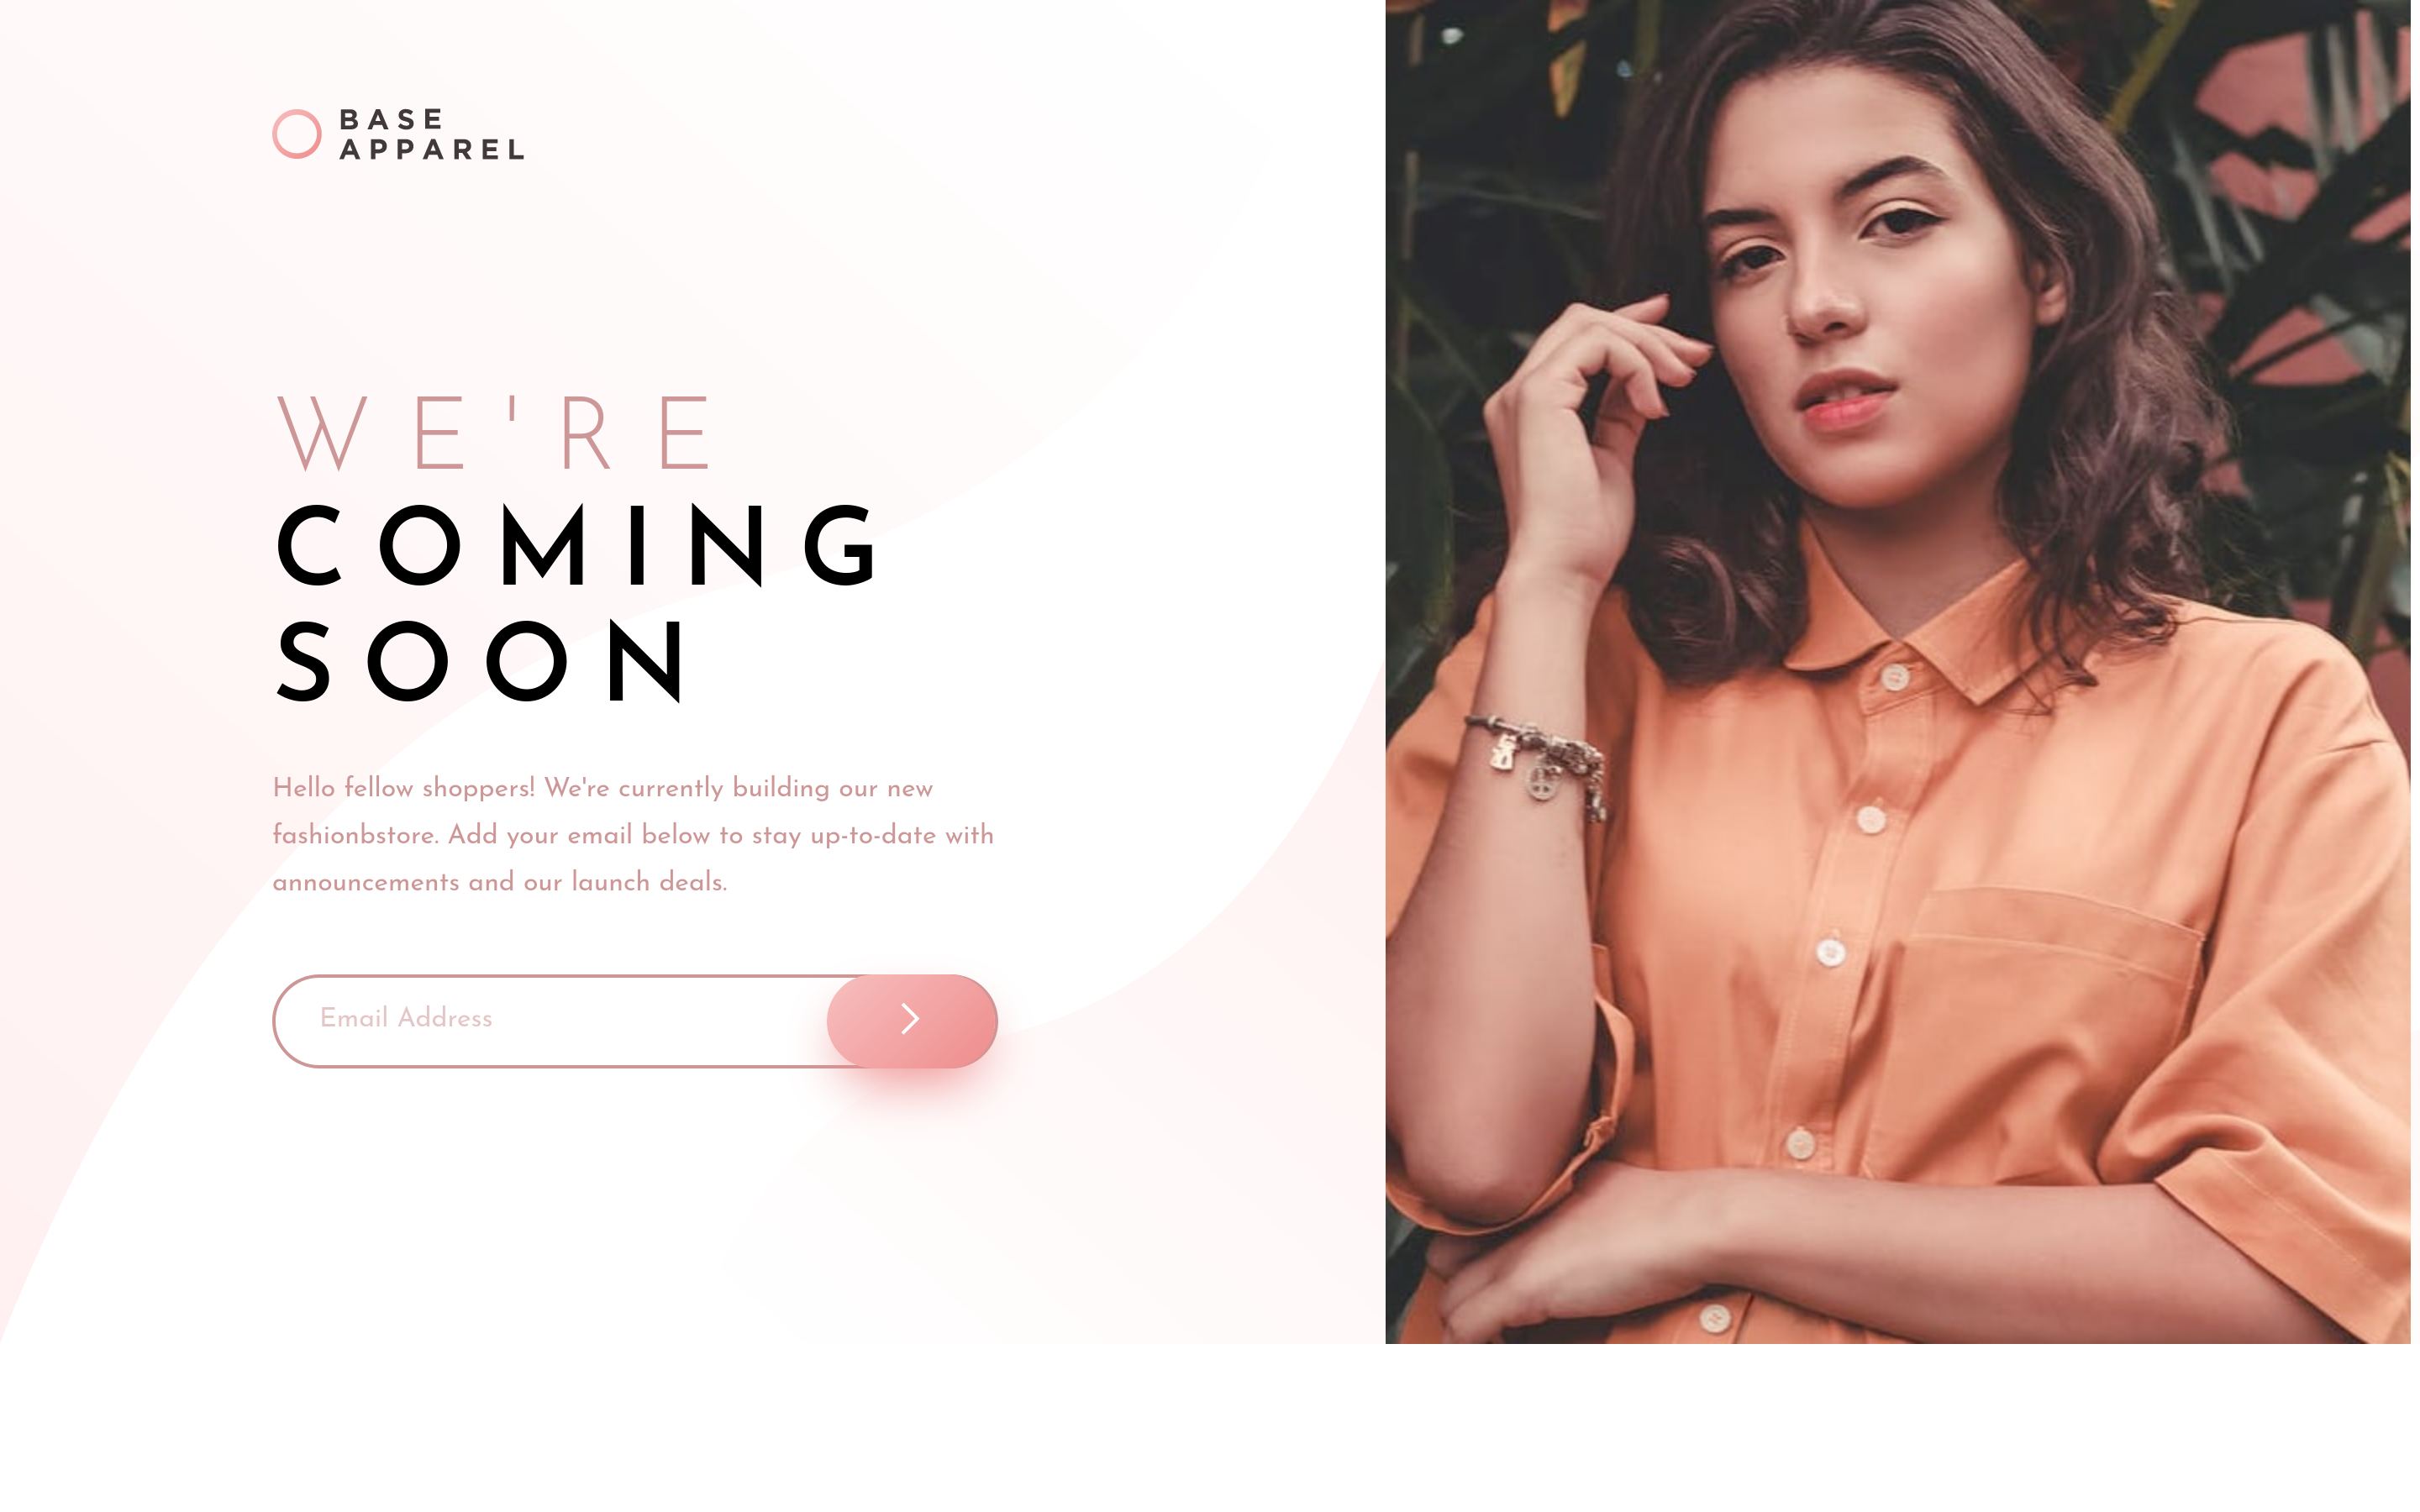 BASE
APPAREL
WE'RE
COMING
SOON
Hello fellow shoppers! We're currently building our new
fashionbstore. Add your email below to stay up-to-date with
announcements and our launch deals.
Email Address